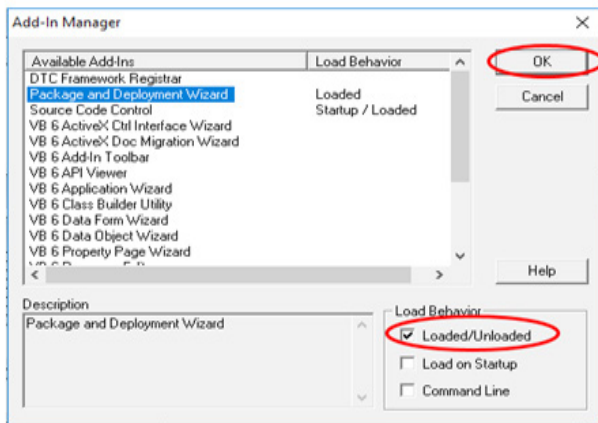 Add-In Manager
Available Add-Ins Load Behavior
DTC Framework Registrar
Package and Deployment Wizard Loaded
Source Code Control Startup / Loaded
VB 6 ActiveX Ctrl Interface Wizard
VB 6 ActiveX Doc Migration Wizard
VB 6 Add-In Toolbar
VB 6 API Viewer
VB 6 Application Wizard
VB 6 Class Builder Utility
VB 6 Data Form Wizard
VB 6 Data Object Wizard
VB 6 Property Page Wizard
OK
Cancel
Help
Description
Package and Deployment Wizard
Load Behavior
Loaded/Unloaded
Load on Startup
Command Line